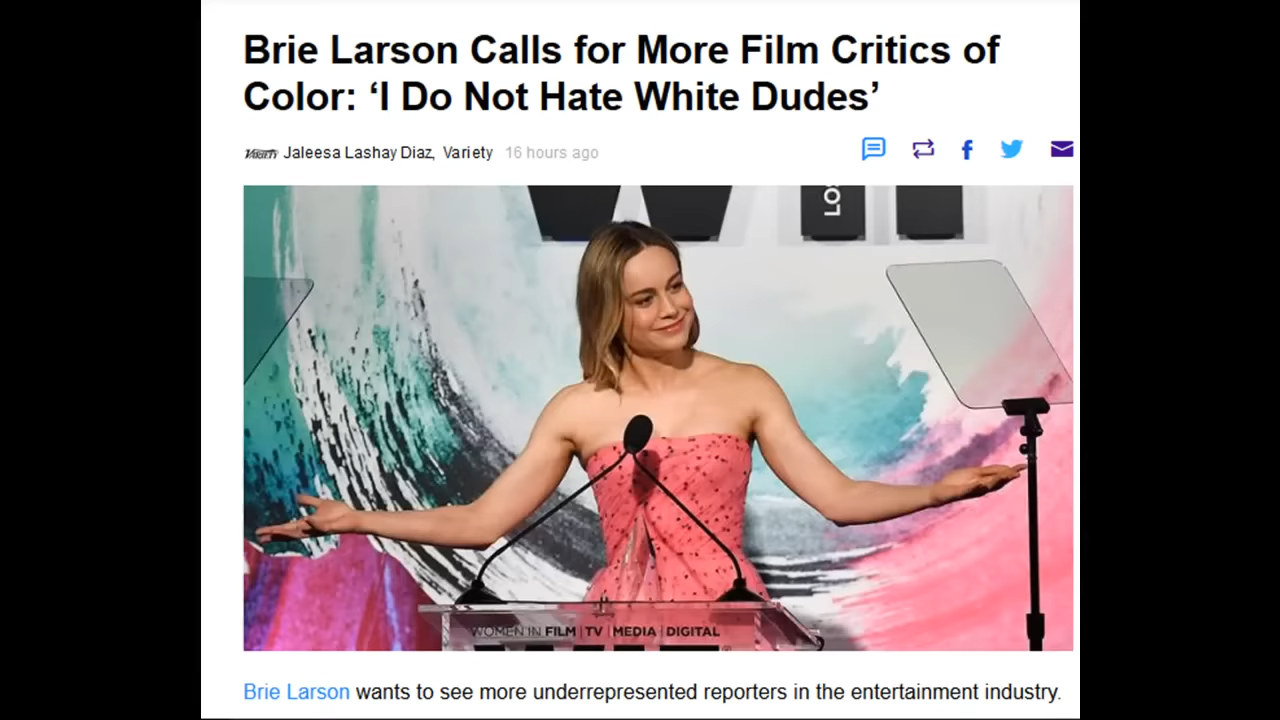 Brie Larson Calls for More Film Critics of
Color: ‘I Do Not Hate White Dudes’
VARIETY Jaleesa Lashay Diaz, Variety 16 hours ago
LOS
WOMEN IN FILM | TV | MEDIA | DIGITAL
Brie Larson wants to see more underrepresented reporters in the entertainment industry.